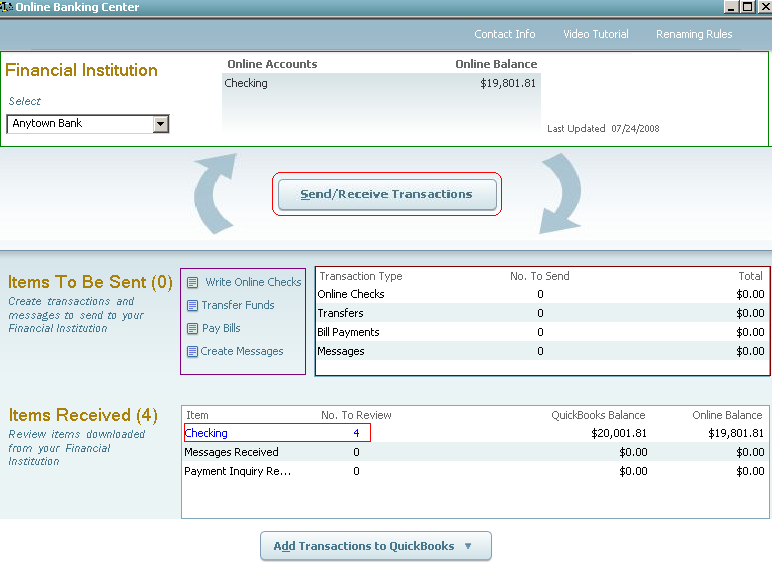 Online Banking Center
Contact Info Video Tutorial Renaming Rules
Financial Institution
Select
Anytown Bank
Online Accounts Online Balance
Checking $19,801.81
Last Updated 07/24/2008
Send/Receive Transactions
Items To Be Sent (0)
Create transactions and
messages to send to your
Financial Institution
Write Online Checks
Transfer Funds
Pay Bills
Create Messages
Transaction Type No. To Send Total
Online Checks 0 $0.00
Transfers 0 $0.00
Bill Payments 0 $0.00
Messages 0 $0.00
Items Received (4)
Review items downloaded
from your Financial
Institution
Item No. To Review QuickBooks Balance Online Balance
Checking 4 $20,001.81 $19,801.81
Messages Received 0 $0.00 $0.00
Payment Inquiry Re... 0 $0.00 $0.00
Add Transactions to QuickBooks